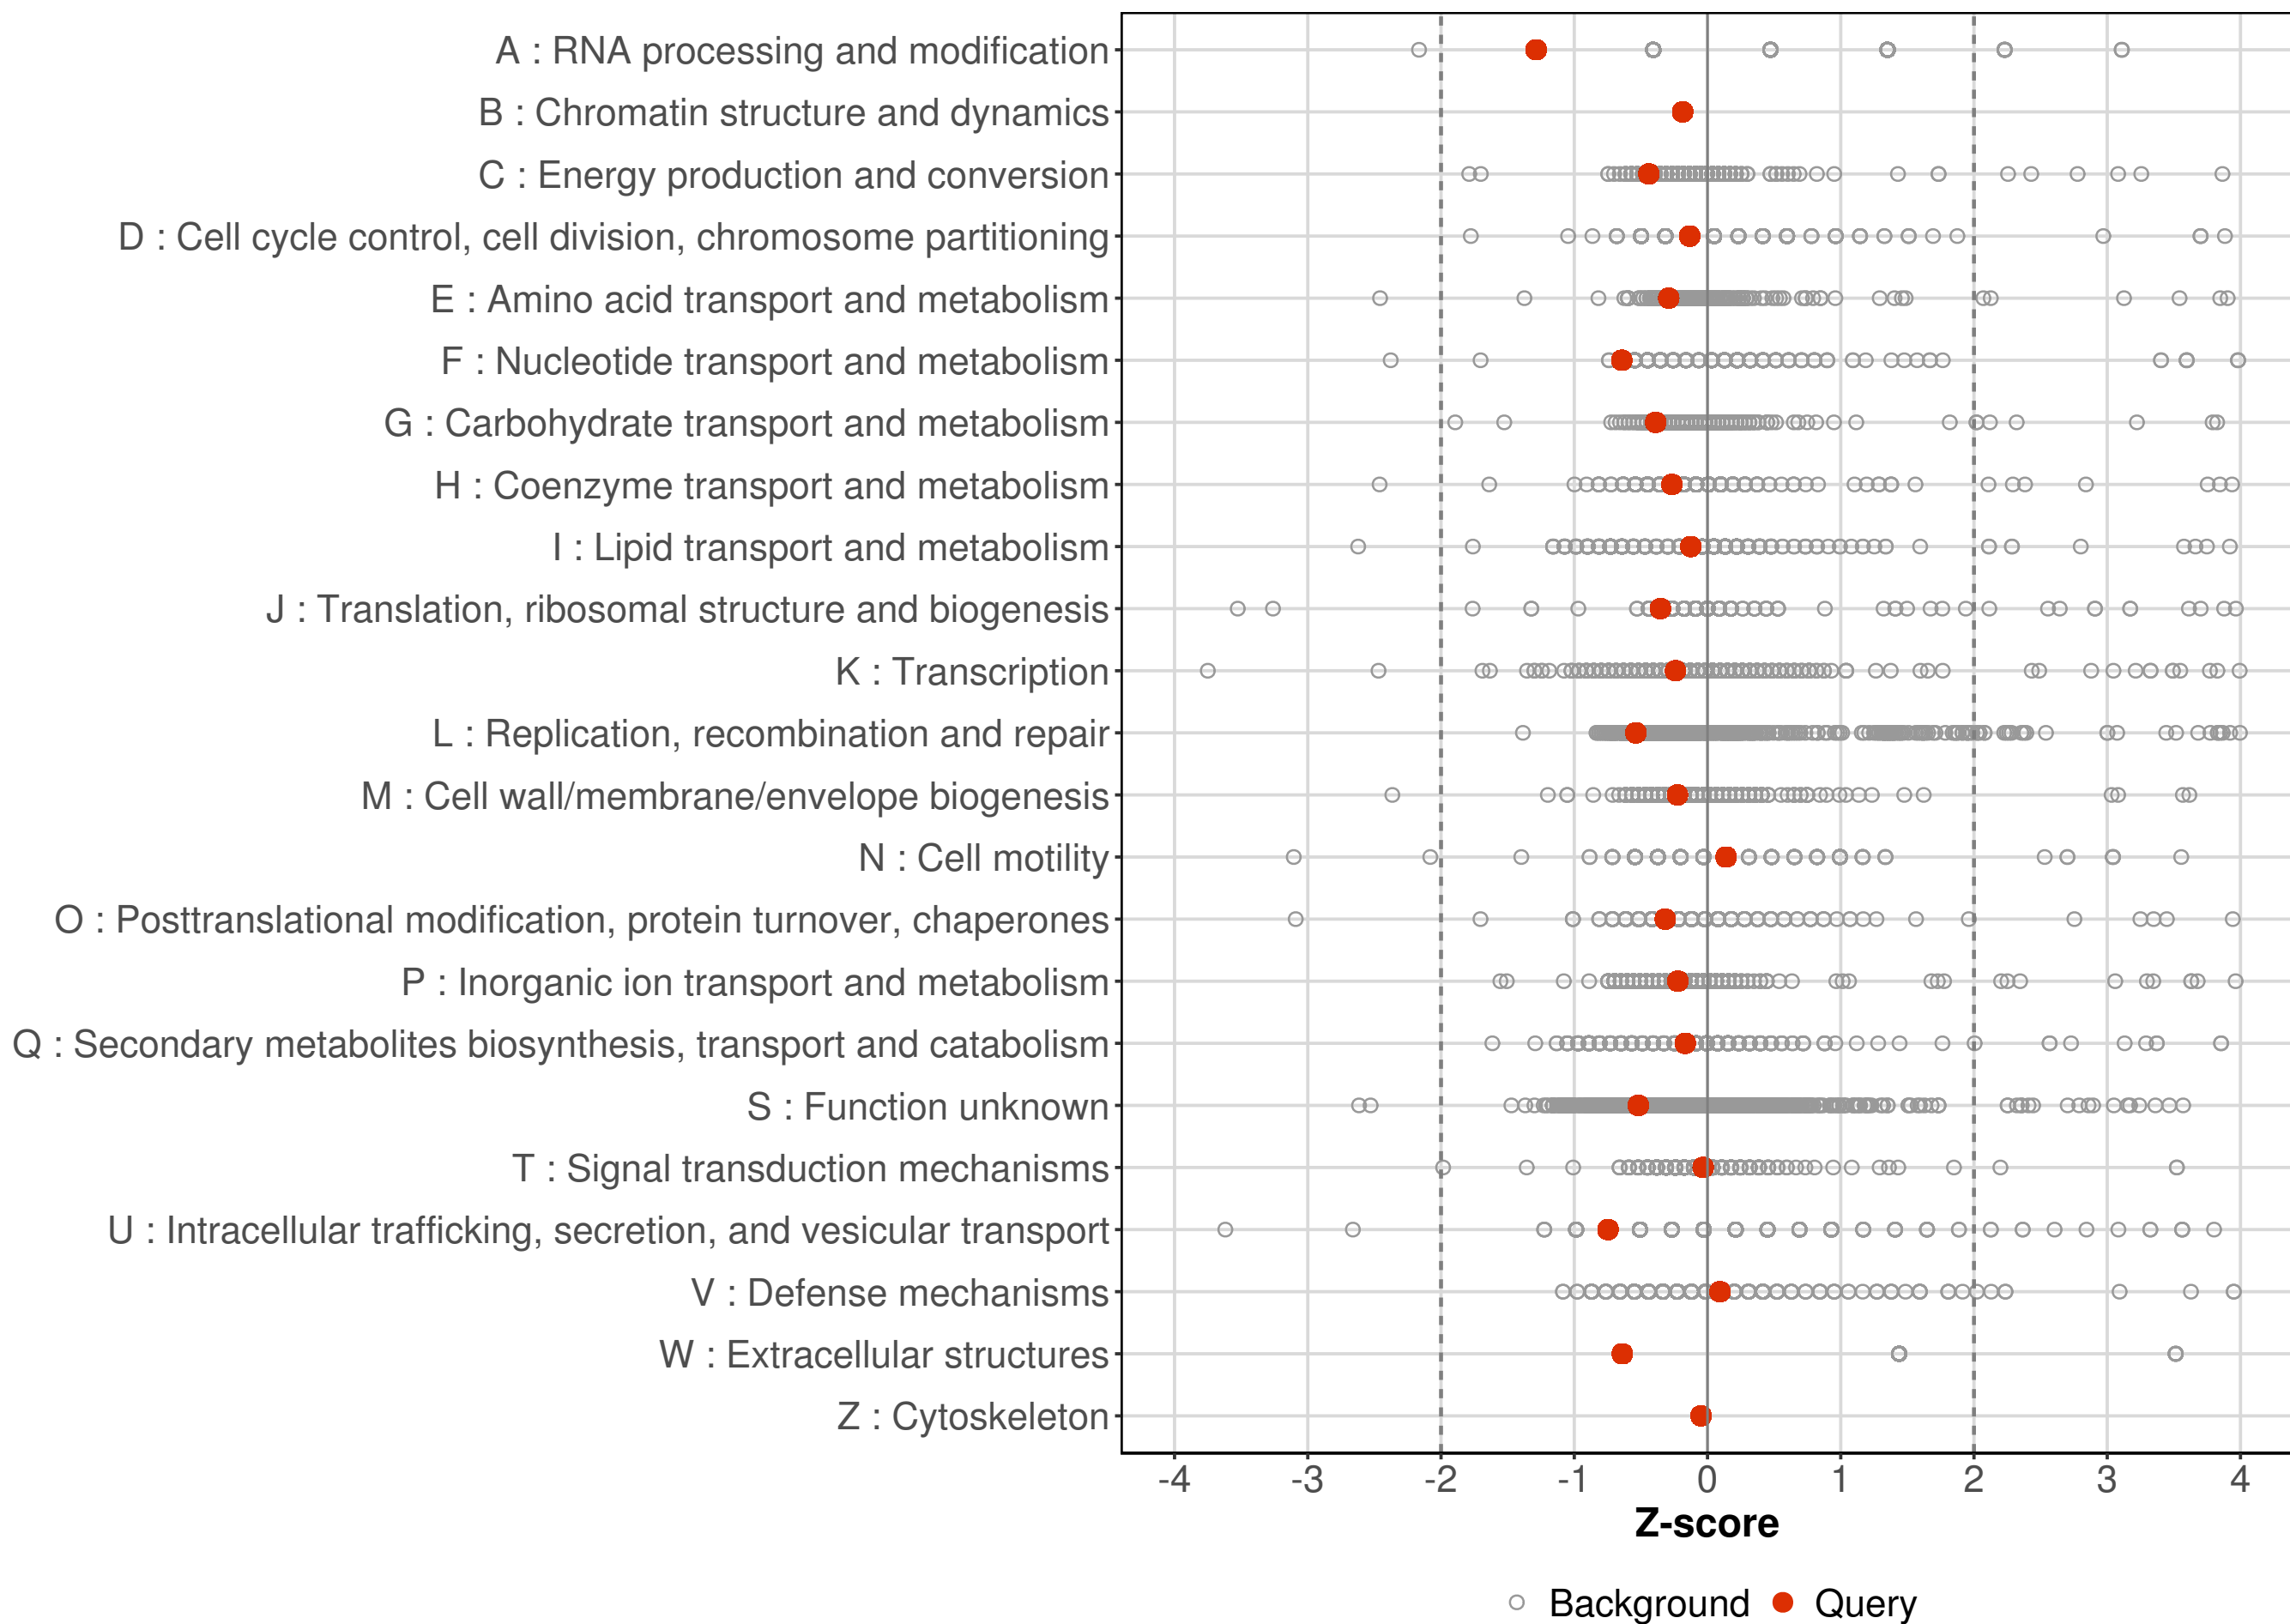 A : RNA processing and modification
B : Chromatin structure and dynamics
C : Energy production and conversion
D : Cell cycle control, cell division, chromosome partitioning
E : Amino acid transport and metabolism
F : Nucleotide transport and metabolism
G : Carbohydrate transport and metabolism
H : Coenzyme transport and metabolism
I : Lipid transport and metabolism
J : Translation, ribosomal structure and biogenesis
K : Transcription
L : Replication, recombination and repair
M : Cell wall/membrane/envelope biogenesis
N : Cell motility
O : Posttranslational modification, protein turnover, chaperones
P : Inorganic ion transport and metabolism
Q : Secondary metabolites biosynthesis, transport and catabolism
S : Function unknown
T : Signal transduction mechanisms
U : Intracellular trafficking, secretion, and vesicular transport
V : Defense mechanisms
W : Extracellular structures
Z : Cytoskeleton
-4 -3 -2 -1 0 1 2 3 4
Z-score
Background Query